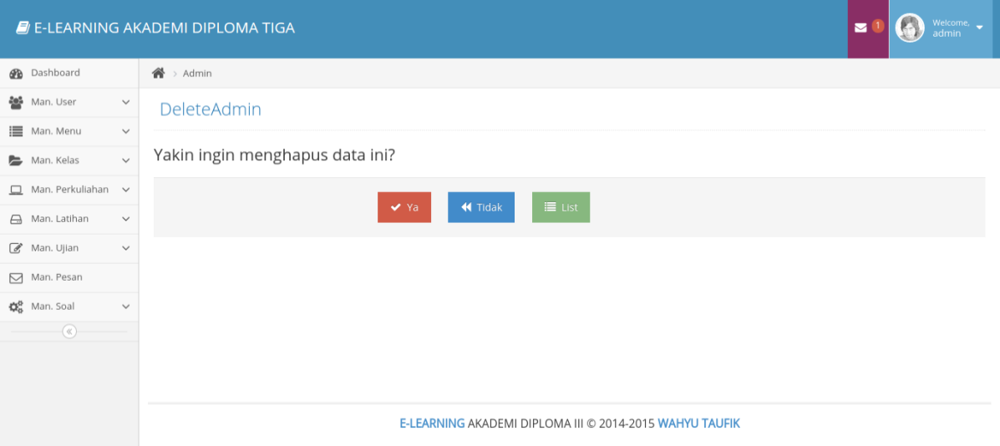 E-LEARNING AKADEMI DIPLOMA TIGA
1
Welcome,
admin
Dashboard
Man. User
Man. Menu
Man. Kelas
Man. Perkuliahan
Man. Latihan
Man. Ujian
Man. Pesan
Man. Soal
Admin
DeleteAdmin
Yakin ingin menghapus data ini?
Ya
Tidak
List
E-LEARNING AKADEMI DIPLOMA III © 2014-2015 WAHYU TAUFIK